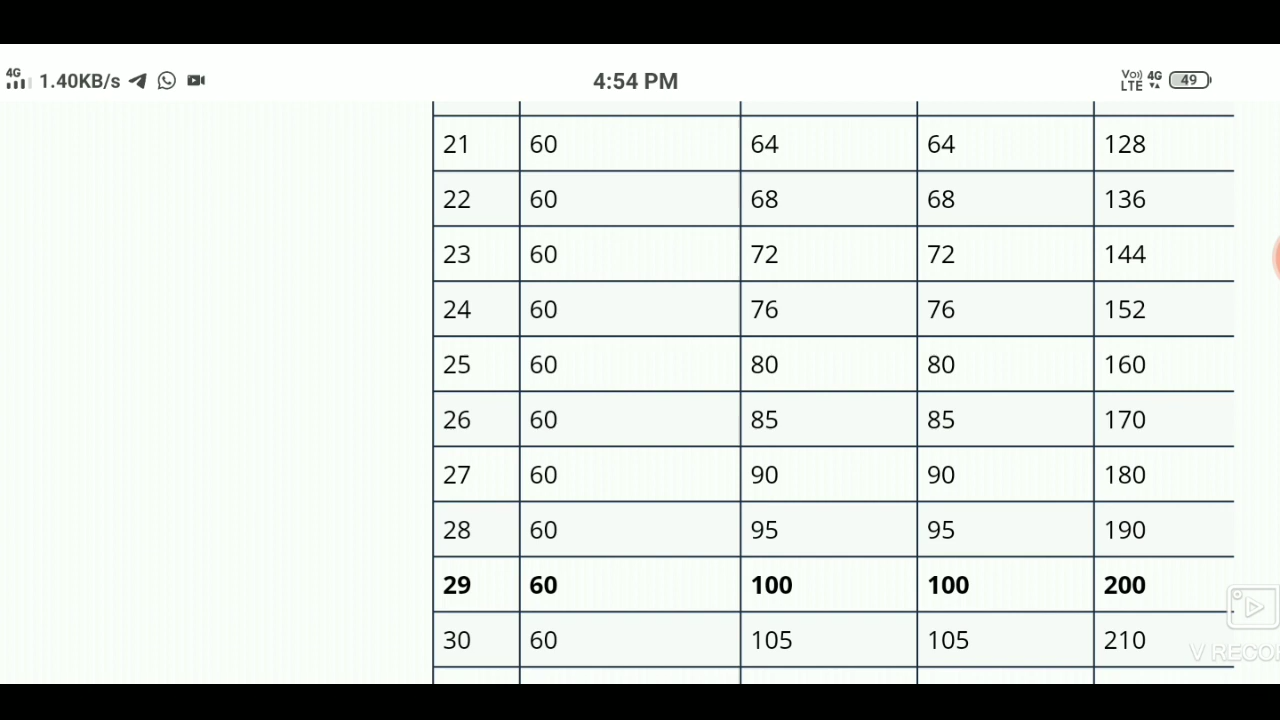 4G 1.40KB/s 4:54 PM Vo)) LTE 4G 49
21 60 64 64 128
22 60 68 68 136
23 60 72 72 144
24 60 76 76 152
25 60 80 80 160
26 60 85 85 170
27 60 90 90 180
28 60 95 95 190
29 60 100 100 200
30 60 105 105 210
V RECOR